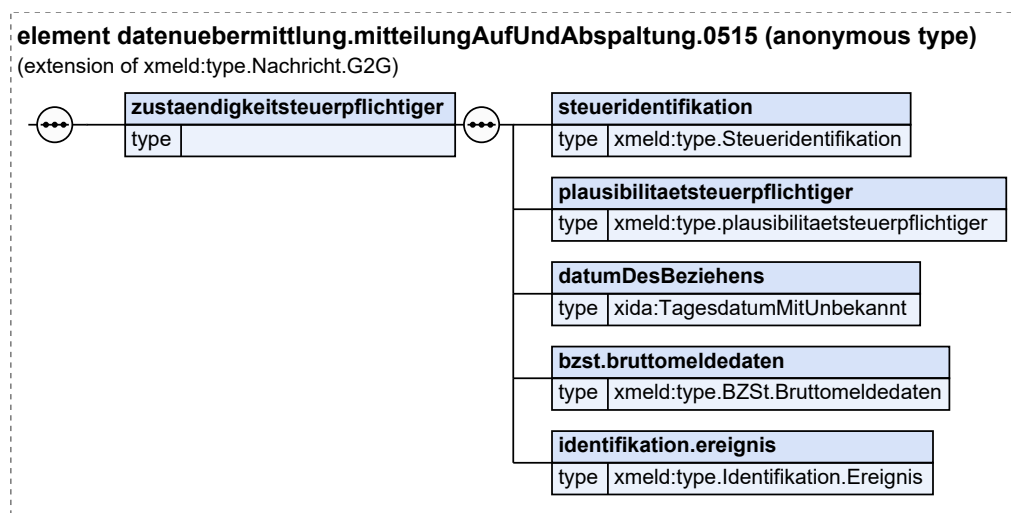 element datenuebermittlung.mitteilungAufUndAbspaltung.0515 (anonymous type)
(extension of xmeld:type.Nachricht.G2G)
zustaendigkeitsteuerpflichtiger
type
steueridentifikation
type xmeld:type.Steueridentifikation
plausibilitaetsteuerpflichtiger
type xmeld:type.plausibilitaetsteuerpflichtiger
datumDesBeziehens
type xida:TagesdatumMitUnbekannt
bzst.bruttomeldedaten
type xmeld:type.BZSt.Bruttomeldedaten
identifikation.ereignis
type xmeld:type.Identifikation.Ereignis